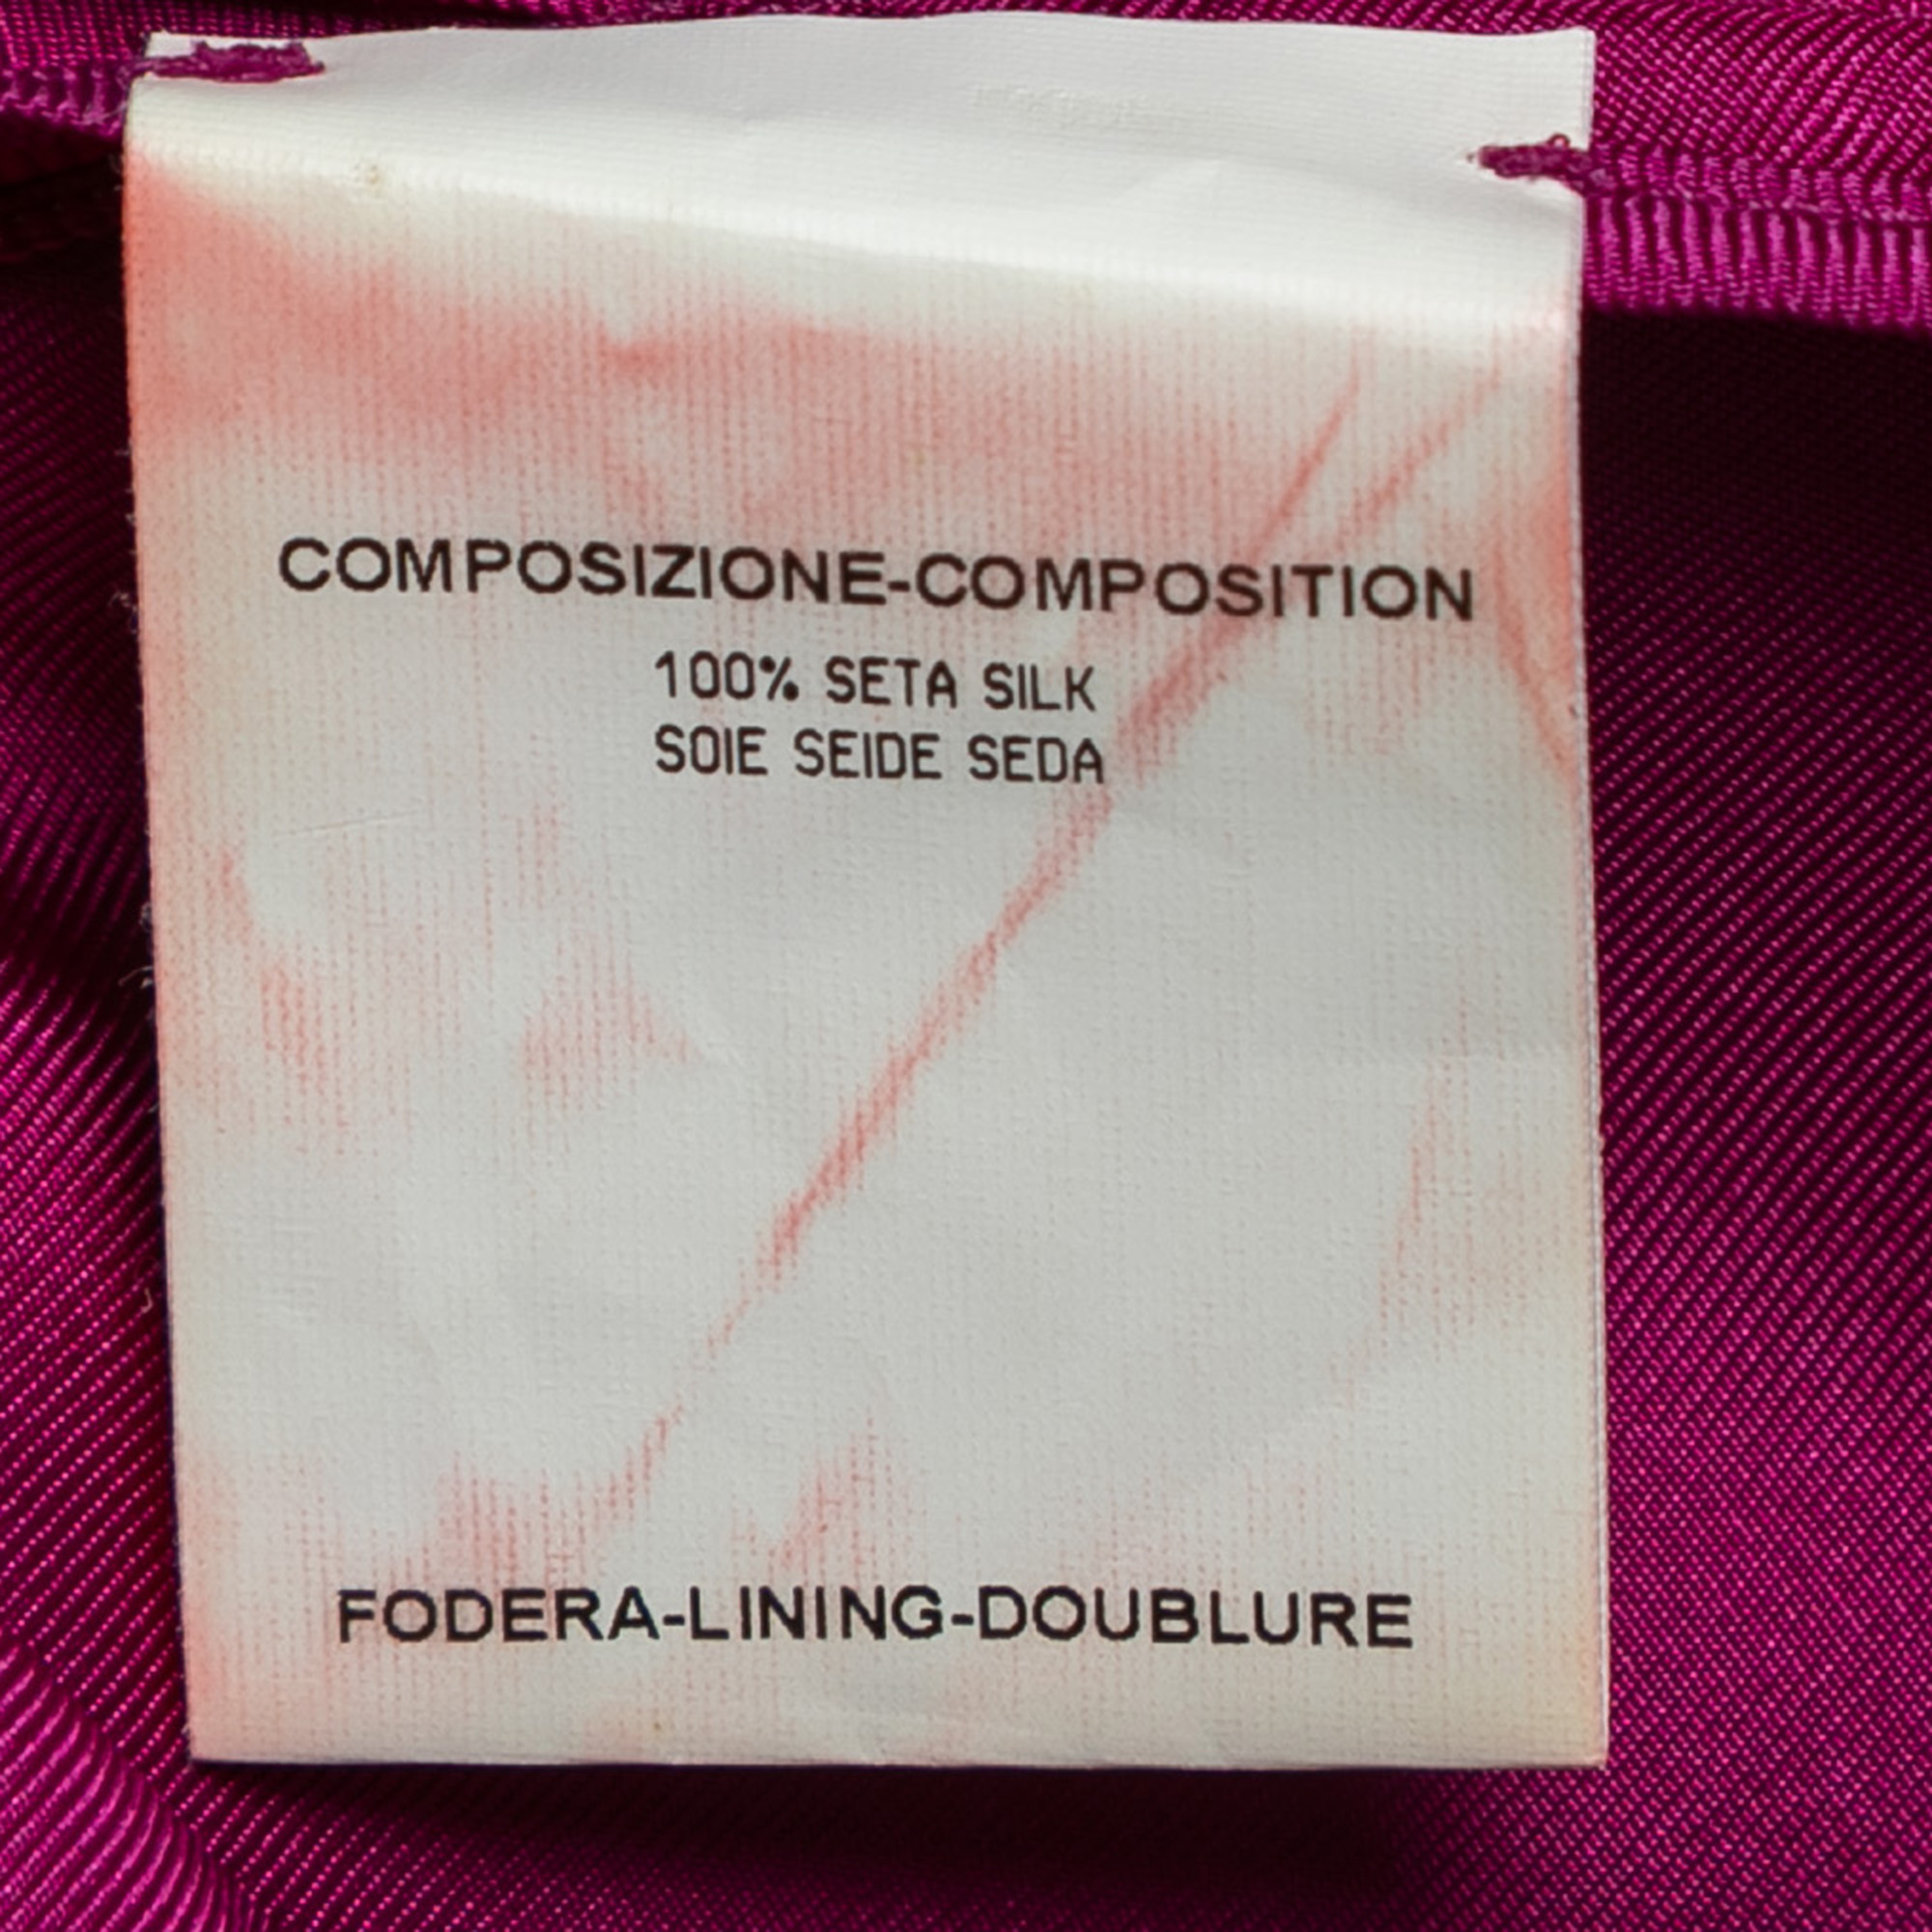 COMPOSIZIONE-COMPOSITION
100% SETA SILK
SOIE SEIDE SEDA
FODERA-LINING-DOUBLURE